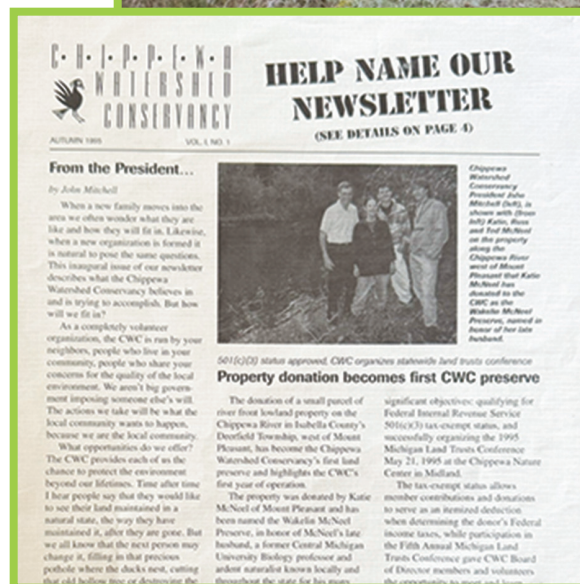 C·H·I·P·P·E·W·A
WATERSHED
CONSERVANCY
HELP NAME OUR
NEWSLETTER
(SEE DETAILS ON PAGE 4)
AUTUMN 1995
VOL. I, NO. 1
From the President...
by John Mitchell
When a new family moves into the
area we often wonder what they are
like and how they will fit in. Likewise,
when a new organization is formed it
is natural to pose the same questions.
This inaugural issue of our newsletter
describes what the Chippewa
Watershed Conservancy believes in
and is trying to accomplish. But how
will we fit in?
As a completely volunteer
organization, the CWC is run by your
neighbors, people who live in your
community, people who share your
concerns for the quality of the local
environment. We aren't big govern-
ment imposing someone else's will.
The actions we take will be what the
local community wants to happen,
because we are the local community.
What opportunities do we offer?
The CWC provides each of us the
chance to protect the environment
beyond our lifetimes. Time after time
I hear people say that they would like
to see their land maintained in a
natural state, the way they have
maintained it, after they are gone. But
we all know that the next person may
change it, filling in that precious
pothole where the ducks nest, cutting
that old hollow tree or destroying the
Chippewa
Watershed
Conservancy
President John
Mitchell (left), is
shown with (from
left) Katie, Russ
and Ted McNeel
on the property
along the
Chippewa River
west of Mount
Pleasant that Katie
McNeel has
donated to the
CWC as the
Wakelin McNeel
Preserve, named in
honor of her late
husband.
501(c)(3) status approved, CWC organizes statewide land trusts conference
Property donation becomes first CWC preserve
The donation of a small parcel of
river front lowland property on the
Chippewa River in Isabella County's
Deerfield Township, west of Mount
Pleasant, has become the Chippewa
Watershed Conservancy's first land
preserve and highlights the CWC's
first year of operation.
The property was donated by Katie
McNeel of Mount Pleasant and has
been named the Wakelin McNeel
Preserve, in honor of McNeel's late
husband, a former Central Michigan
University Biology professor and
ardent naturalist known locally and
throughout the state for his many
significant objectives: qualifying for
Federal Internal Revenue Service
501(c)(3) tax-exempt status, and
successfully organizing the 1995
Michigan Land Trusts Conference
May 21, 1995 at the Chippewa Nature
Center in Midland.
The tax-exempt status allows
member contributions and donations
to serve as an itemized deduction
when determining the donor's Federal
income taxes, while participation in
the Fifth Annual Michigan Land
Trusts Conference gave CWC Board
of Director members and volunteers
the opportunity to